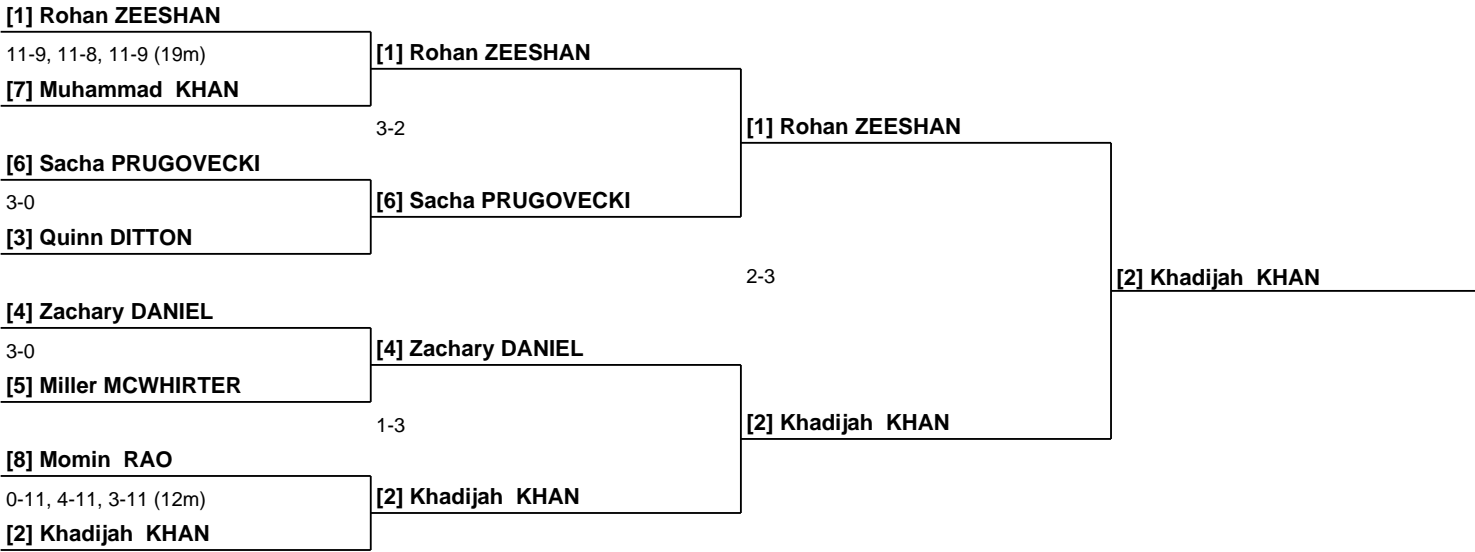 [1] Rohan ZEESHAN
11-9, 11-8, 11-9 (19m)
[7] Muhammad KHAN
[6] Sacha PRUGOVECKI
3-0
[3] Quinn DITTON
[4] Zachary DANIEL
3-0
[5] Miller MCWHIRTER
[8] Momin RAO
0-11, 4-11, 3-11 (12m)
[2] Khadijah KHAN
[1] Rohan ZEESHAN
3-2
[6] Sacha PRUGOVECKI
[4] Zachary DANIEL
1-3
[2] Khadijah KHAN
[1] Rohan ZEESHAN
2-3
[2] Khadijah KHAN
[2] Khadijah KHAN